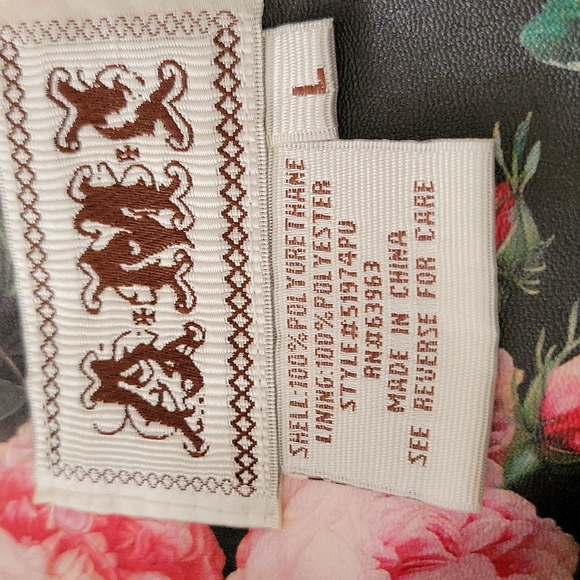 A·M·I
L
SHELL:100%POLYURETHANE
LINING:100%POLYESTER
STYLE#51974PU
RN#63963
MADE IN CHINA
SEE REVERSE FOR CARE